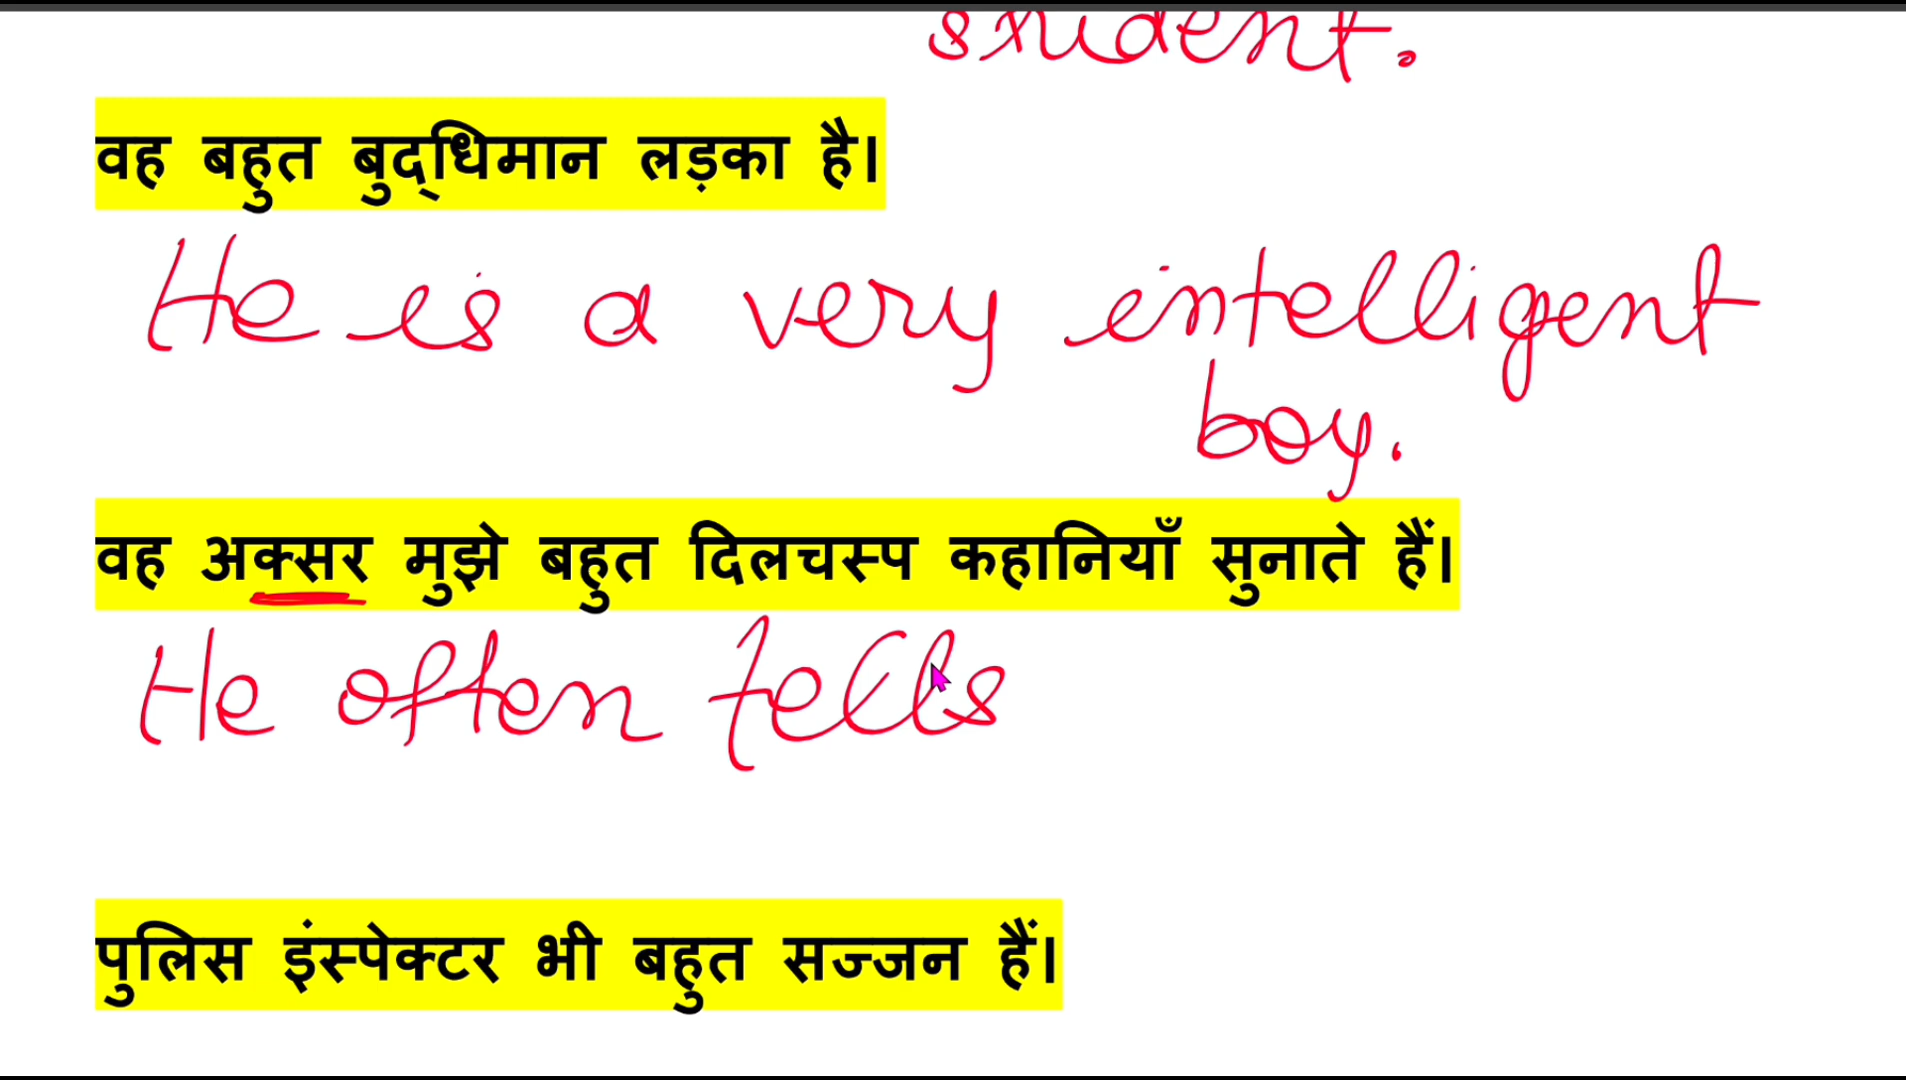 student.
वह बहुत बुद्धिमान लड़का है।
He is a very intelligent
boy.
वह अक्सर मुझे बहुत दिलचस्प कहानियाँ सुनाते हैं।
He often tells
पुलिस इंस्पेक्टर भी बहुत सज्जन हैं।